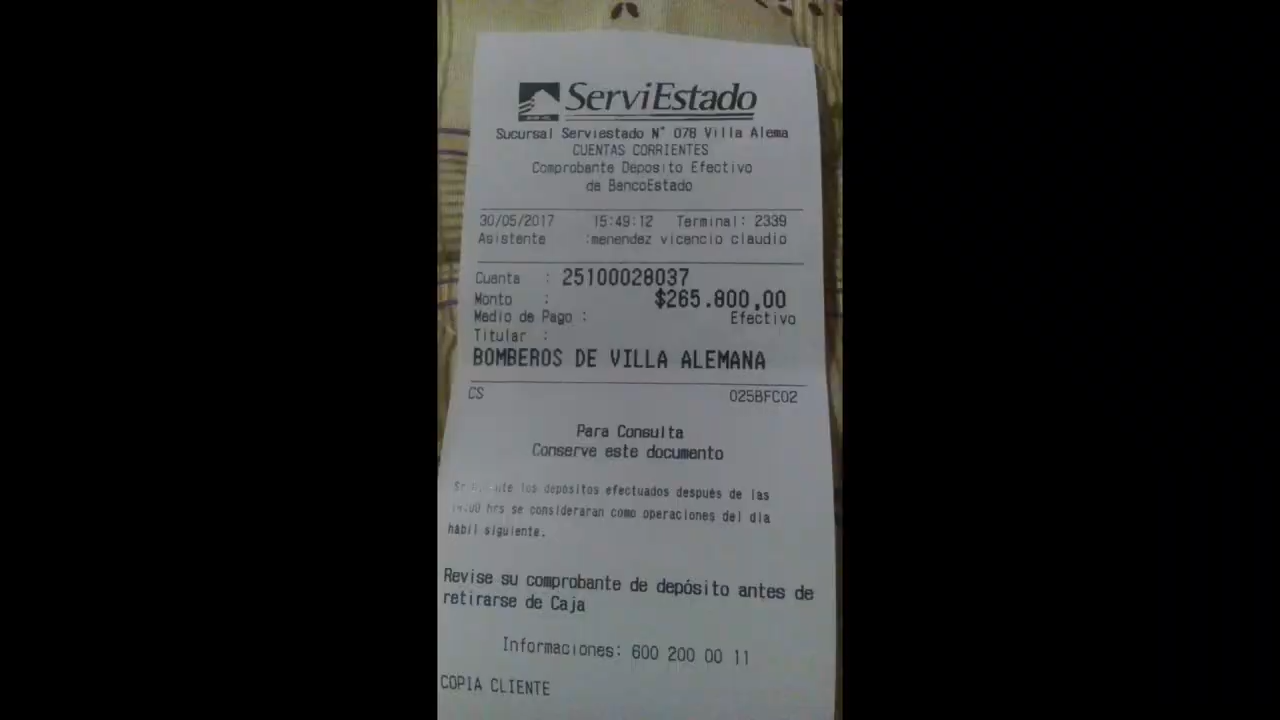 ServiEstado
Sucursal Serviestado N° 078 Villa Alema
CUENTAS CORRIENTES
Comprobante Deposito Efectivo
de BancoEstado
30/05/2017 15:49:12 Terminal: 2339
Asistente :menendez vicencio claudio
Cuenta : 25100028037
Monto : $265.800,00
Medio de Pago : Efectivo
Titular :
BOMBEROS DE VILLA ALEMANA
CS 025BFC02
Para Consulta
Conserve este documento
los depósitos efectuados después de las
hrs se consideraran como operaciones del día
hábil siguiente.
Revise su comprobante de depósito antes de
retirarse de Caja
Informaciones: 600 200 00 11
COPIA CLIENTE